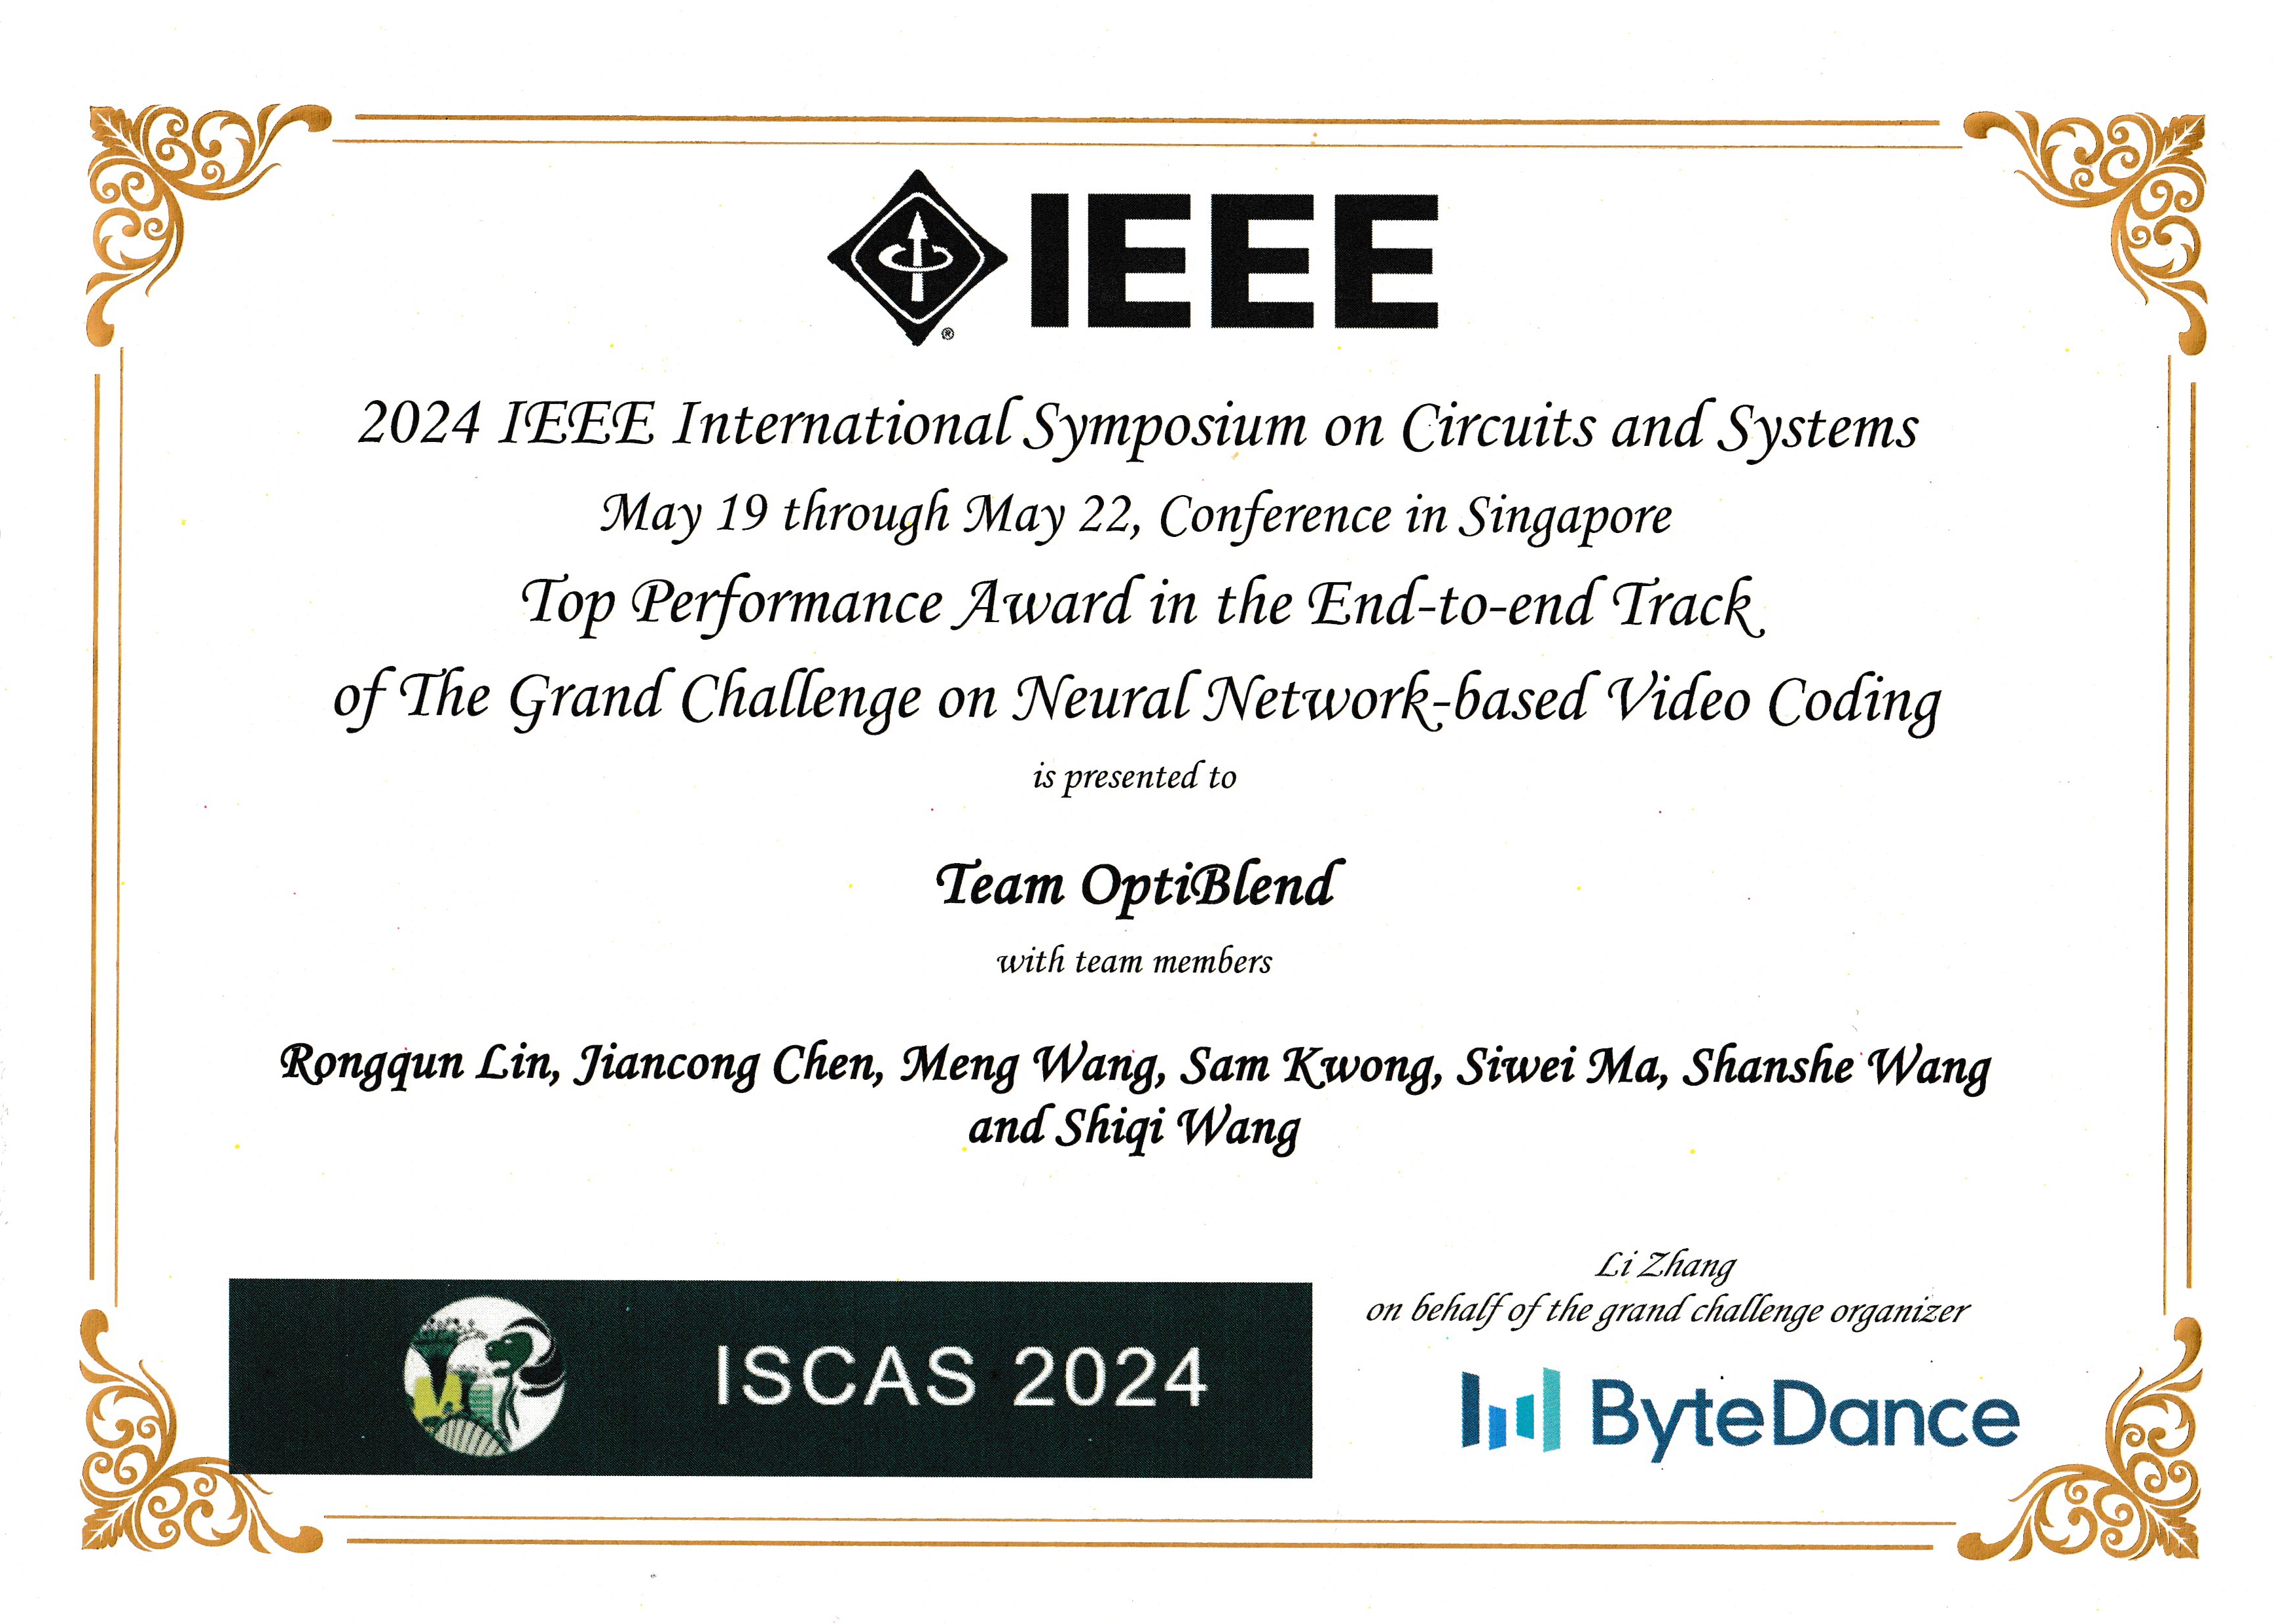 IEEE
2024 IEEE International Symposium on Circuits and Systems
May 19 through May 22, Conference in Singapore
Top Performance Award in the End-to-end Track
of The Grand Challenge on Neural Network-based Video Coding
is presented to
Team OptiBlend
with team members
Rongqun Lin, Jiancong Chen, Meng Wang, Sam Kwong, Siwei Ma, Shanshe Wang
and Shiqi Wang
Li Zhang
on behalf of the grand challenge organizer
ISCAS 2024
ByteDance